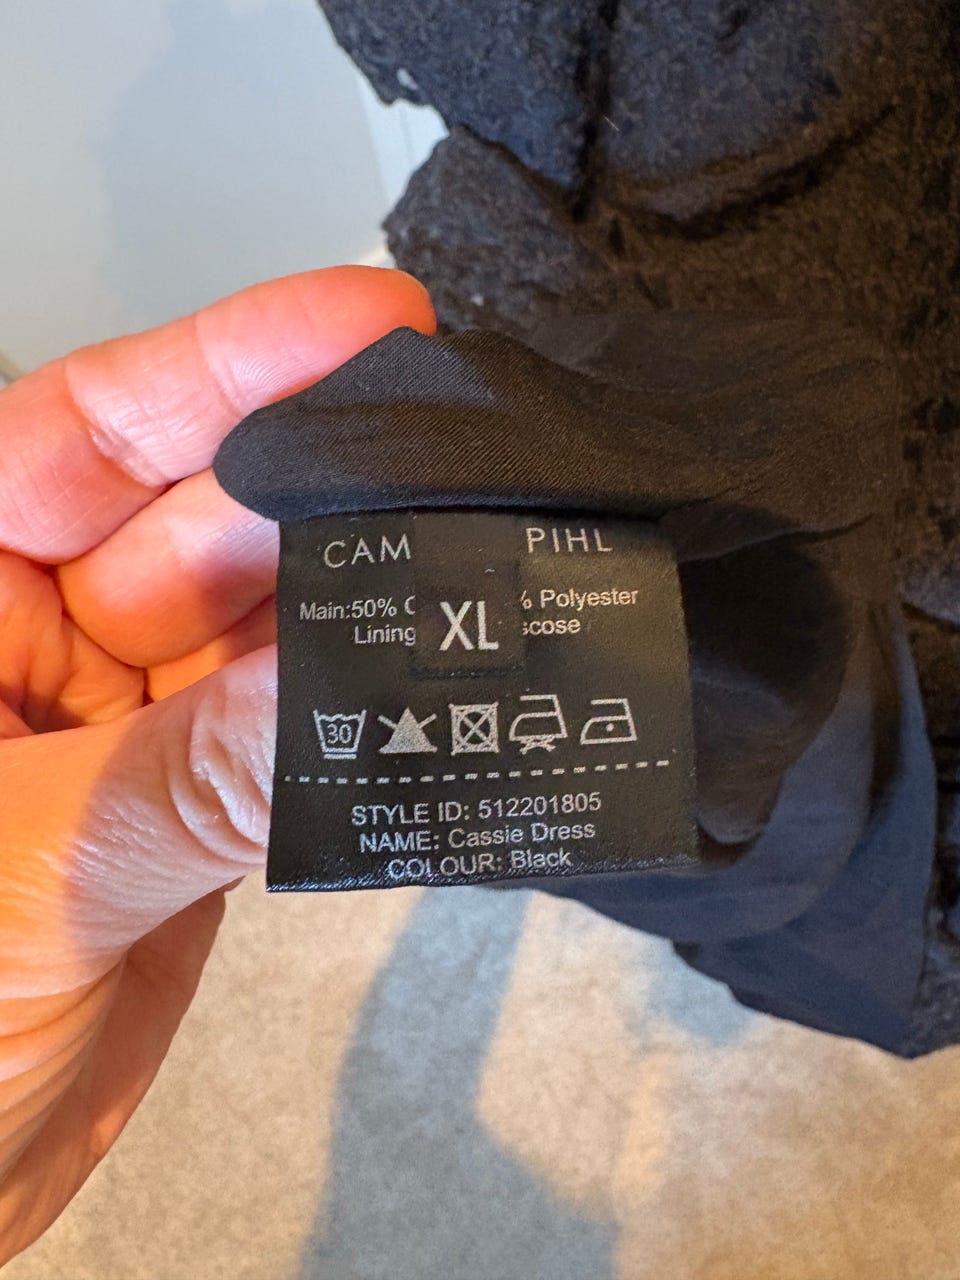 CAM PIHL
XL
Main:50% C % Polyester
Lining scose
30
STYLE ID: 512201805
NAME: Cassie Dress
COLOUR: Black